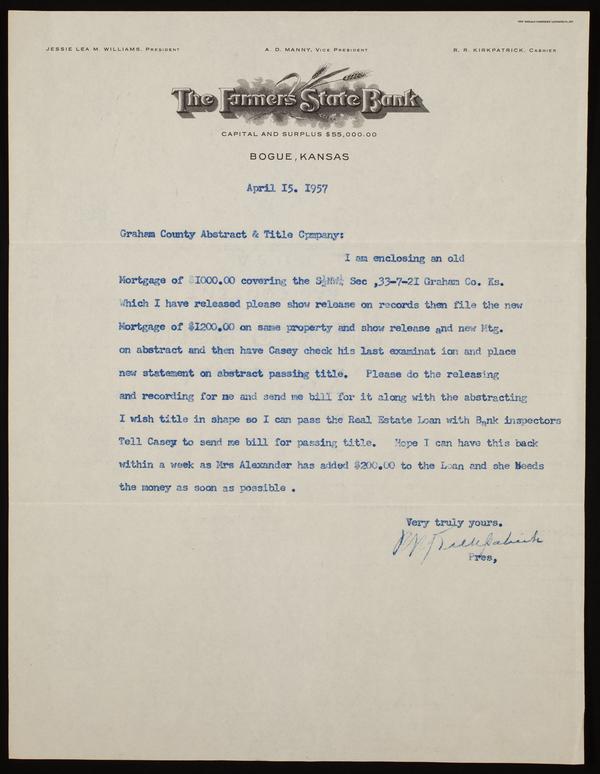 JESSIE LEA M. WILLIAMS, PRESIDENT A. D. MANNY, VICE PRESIDENT R. R. KIRKPATRICK, CASHIER
The Farmers State Bank
CAPITAL AND SURPLUS $55,000.00
BOGUE, KANSAS
April I5. I957
Graham County Abstract & Title Cpmpany:
I am enclosing an old
Mortgage of $I000.00 covering the S½NW¼ Sec ,33-7-2I Graham Co. Ks.
Which I have released please show release on records then file the new
Mortgage of $I200.00 on same property and show release and new Mtg.
on abstract and then have Casey check his last examinat ion and place
new statement on abstract passing title. Please do the releasing
and recording for me and send me bill for it along with the abstracting
I wish title in shape so I can pass the Real Estate Loan with Bank inspectors
Tell Casey to send me bill for passing title. Hope I can have this back
within a week as Mrs Alexander has added $200.00 to the Loan and she Needs
the money as soon as possible .
Very truly yours.
R R Kirkpatrick
Pres,